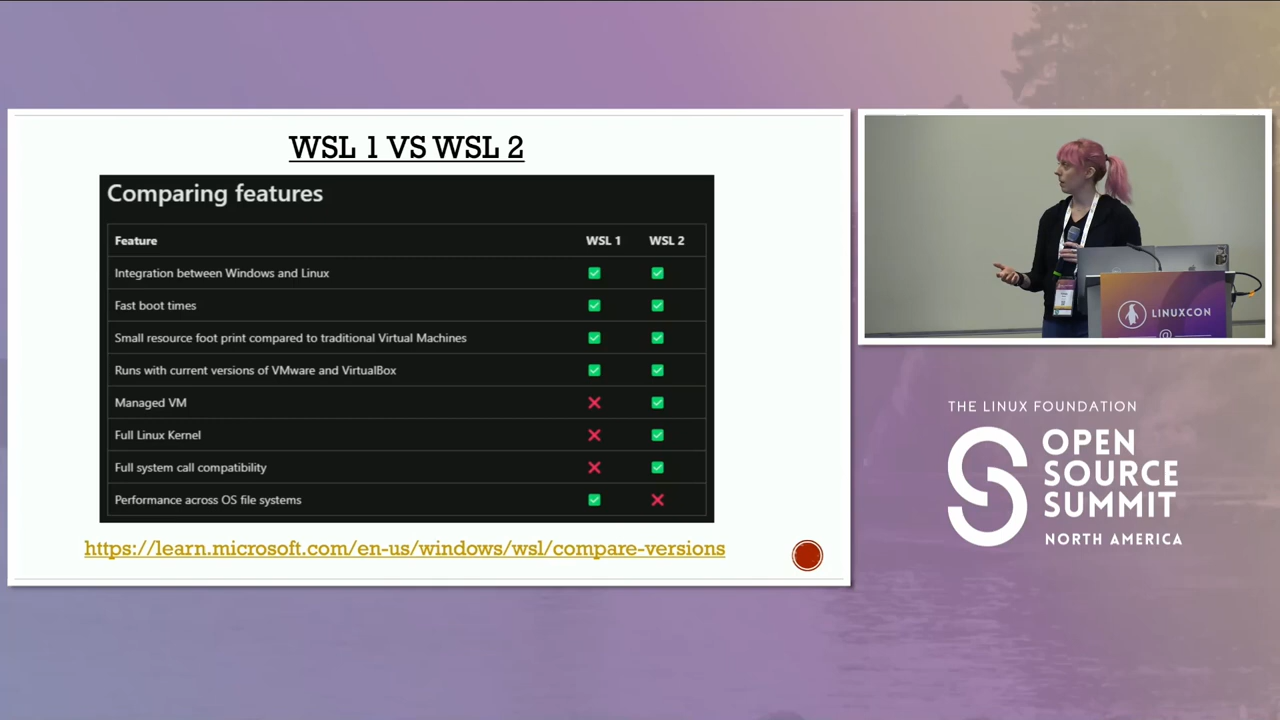 WSL 1 VS WSL 2
Comparing features
Feature WSL 1 WSL 2
Integration between Windows and Linux ✅ ✅
Fast boot times ✅ ✅
Small resource foot print compared to traditional Virtual Machines ✅ ✅
Runs with current versions of VMware and VirtualBox ✅ ✅
Managed VM ❌ ✅
Full Linux Kernel ❌ ✅
Full system call compatibility ❌ ✅
Performance across OS file systems ✅ ❌
https://learn.microsoft.com/en-us/windows/wsl/compare-versions
LINUXCON
@
THE LINUX FOUNDATION
OPEN
SOURCE
SUMMIT
NORTH AMERICA